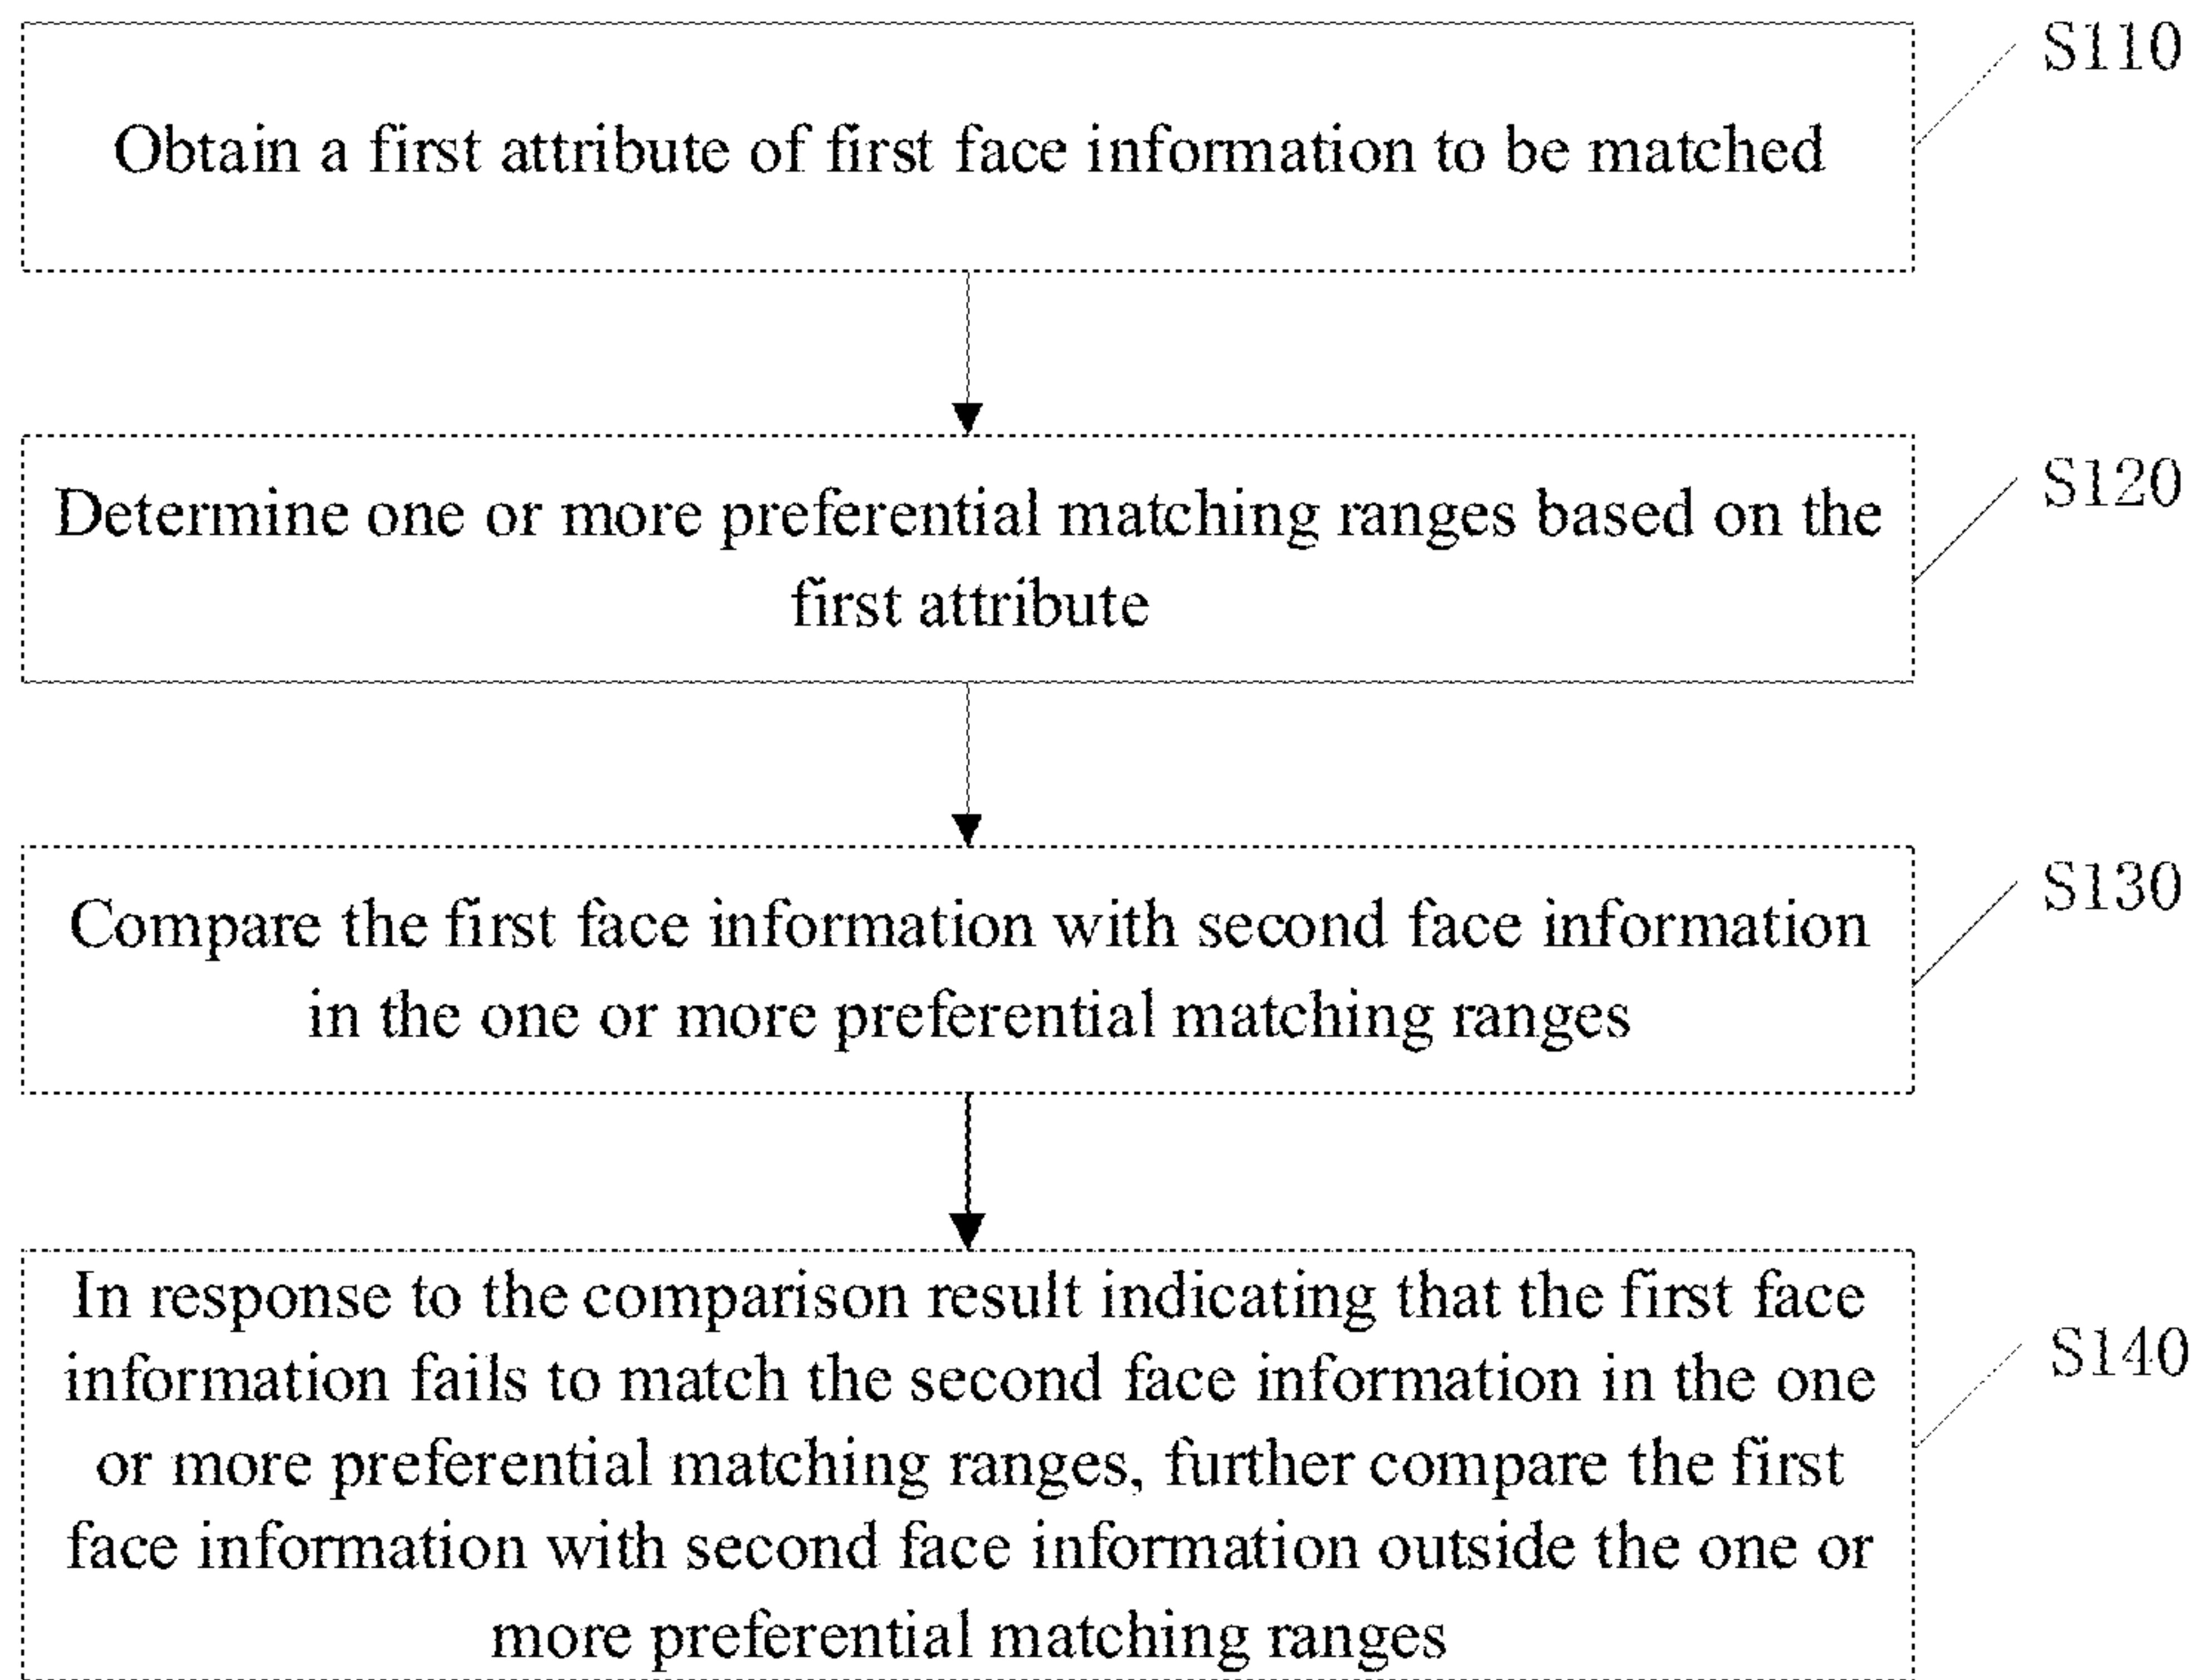 S110
Obtain a first attribute of first face information to be matched
S120
Determine one or more preferential matching ranges based on the
first attribute
S130
Compare the first face information with second face information
in the one or more preferential matching ranges
In response to the comparison result indicating that the first face
information fails to match the second face information in the one
S140
or more preferential matching ranges, further compare the first
face information with second face information outside the one or
more preferential matching ranges